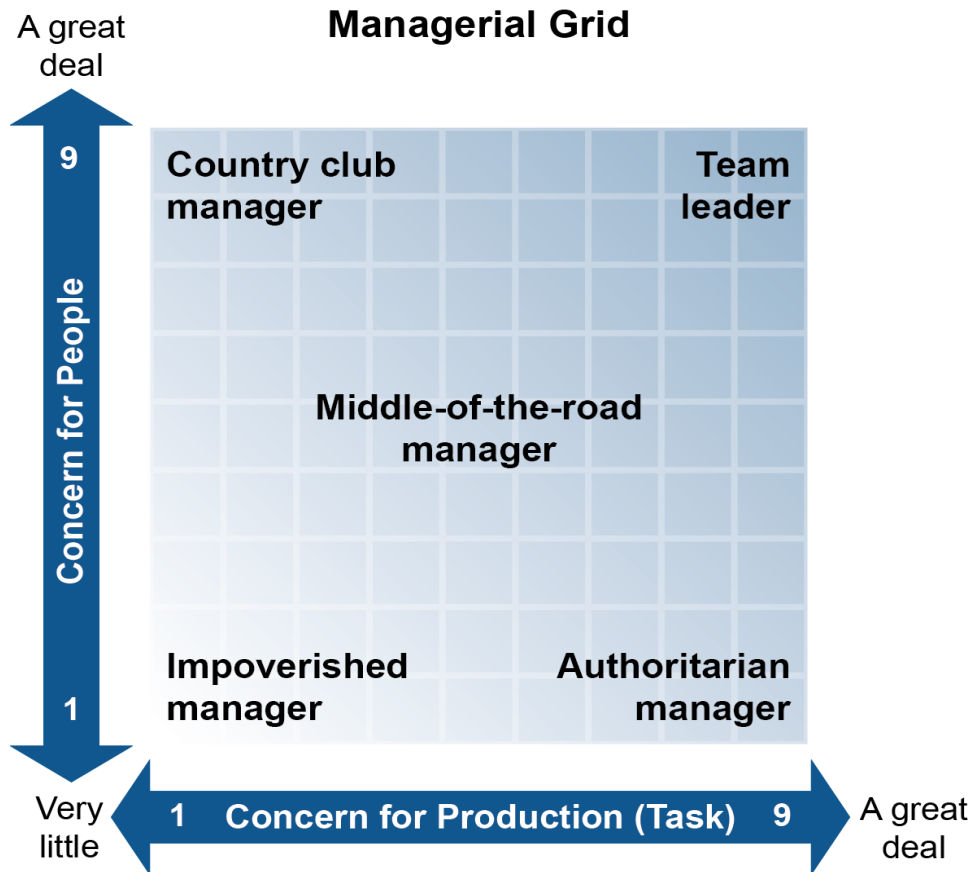 Managerial Grid
A great
deal
9
Concern for People
1
Very
little
Country club
manager
Team
leader
Middle-of-the-road
manager
Impoverished
manager
Authoritarian
manager
1 Concern for Production (Task) 9
A great
deal